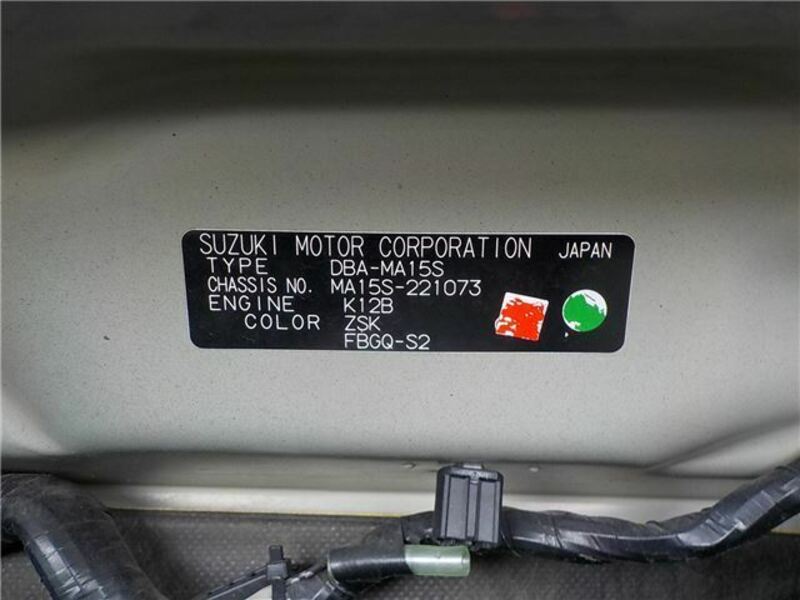 SUZUKI MOTOR CORPORATION JAPAN
TYPE DBA-MA15S
CHASSIS NO. MA15S-221073
ENGINE K12B
COLOR ZSK
FBGQ-S2